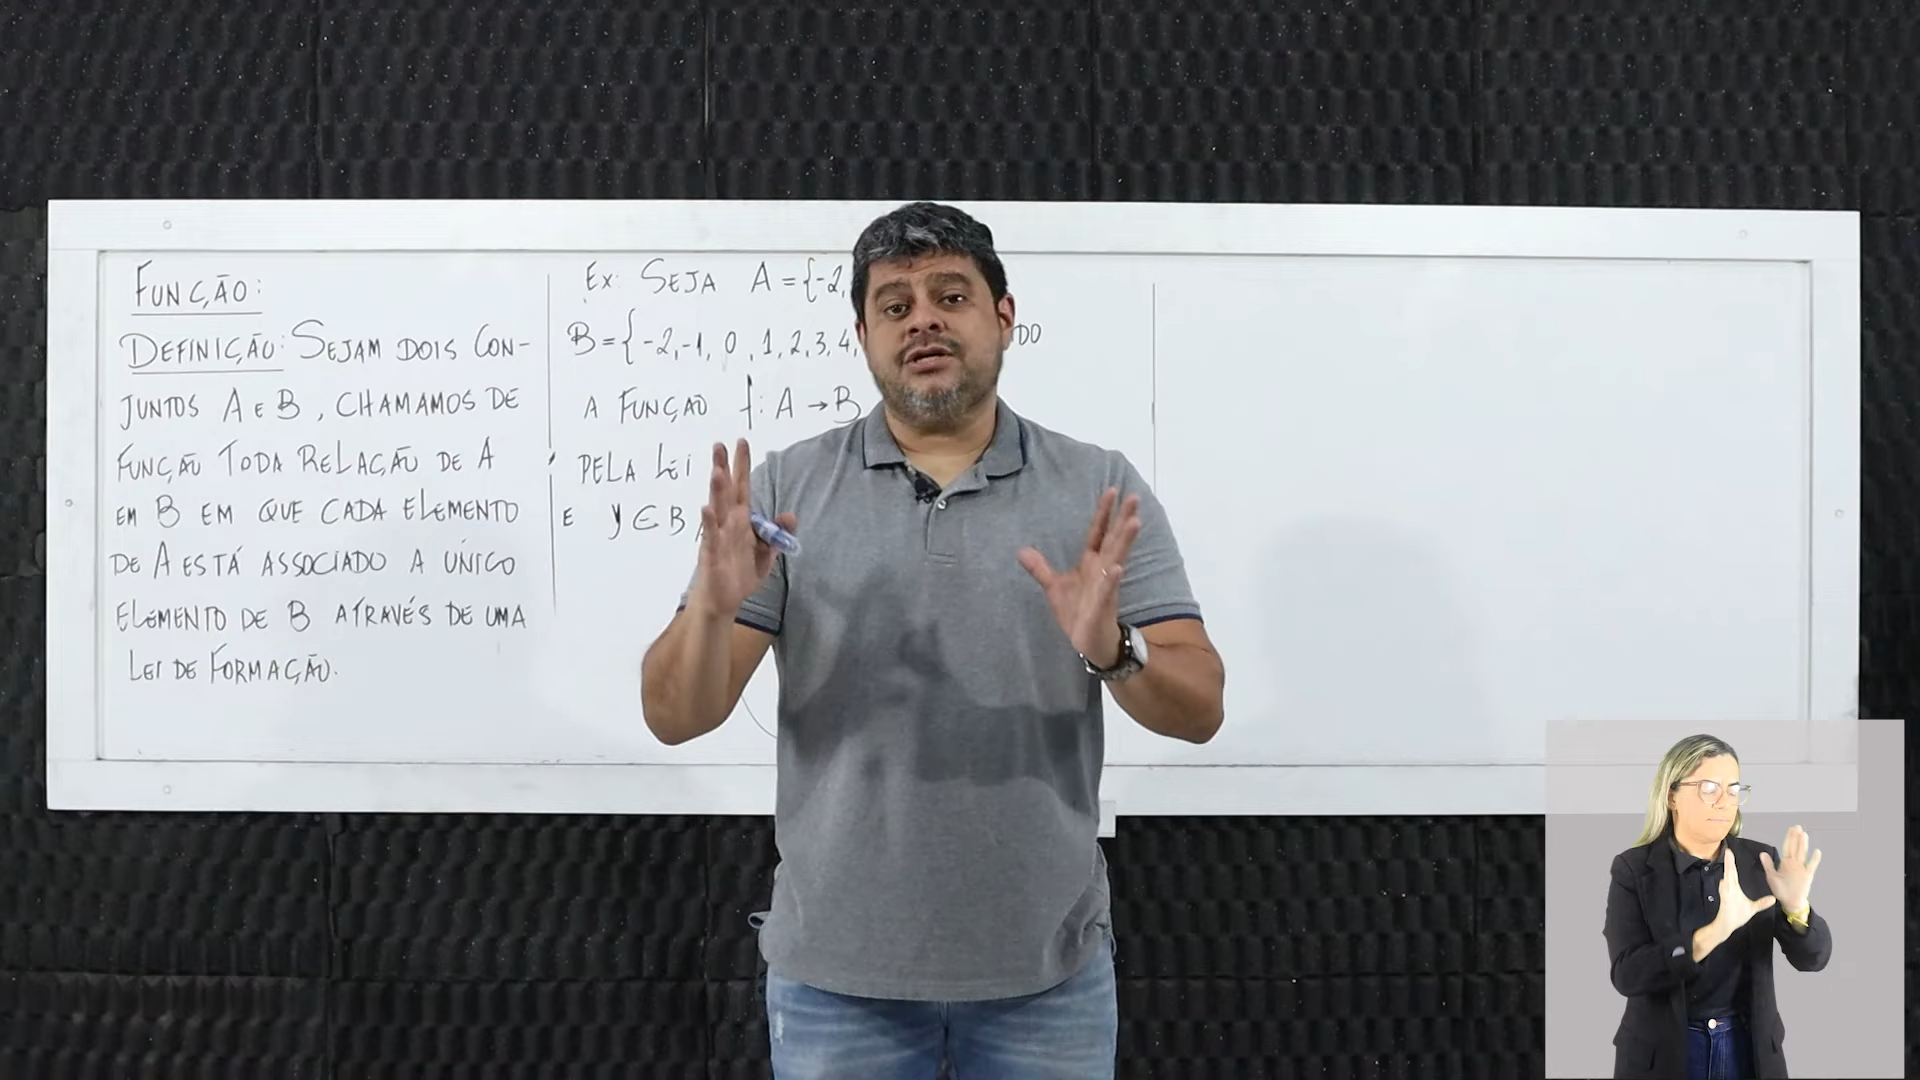 FUNÇÃO:
DEFINIÇÃO: SEJAM DOIS CON-
JUNTOS A E B, CHAMAMOS DE
FUNÇÃO TODA RELAÇÃO DE A
EM B EM QUE CADA ELEMENTO
DE A ESTÁ ASSOCIADO A ÚNICO
ELEMENTO DE B ATRAVÉS DE UMA
LEI DE FORMAÇÃO.
Ex: SEJA A = {-2,
B = {-2, -1, 0, 1, 2, 3, 4,
A FUNÇÃO f: A → B
PELA LEI
E y ∈ B